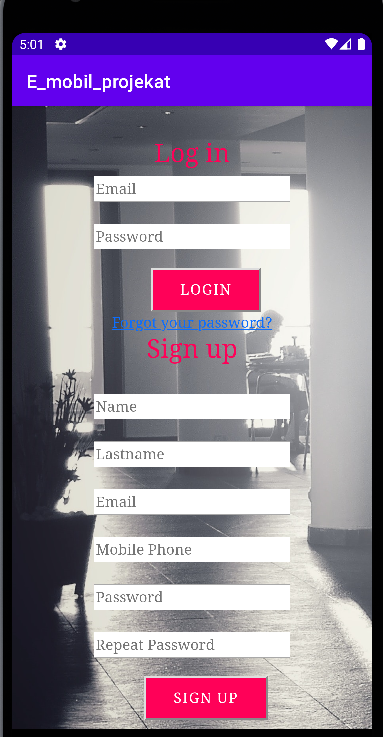 5:01
E_mobil_projekat
Log in
Email
Password
LOGIN
Forgot your password?
Sign up
Name
Lastname
Email
Mobile Phone
Password
Repeat Password
SIGN UP